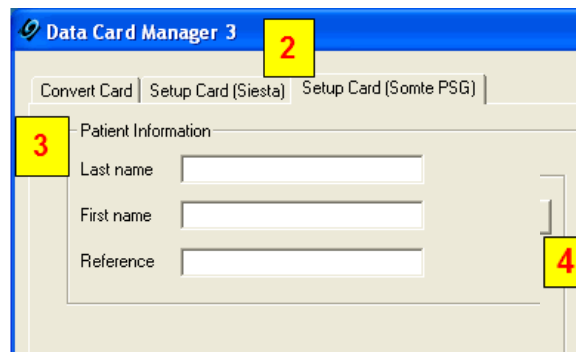 Data Card Manager 3
2
Convert Card
Setup Card (Siesta)
Setup Card (Somte PSG)
3
Patient Information
Last name
First name
Reference
4